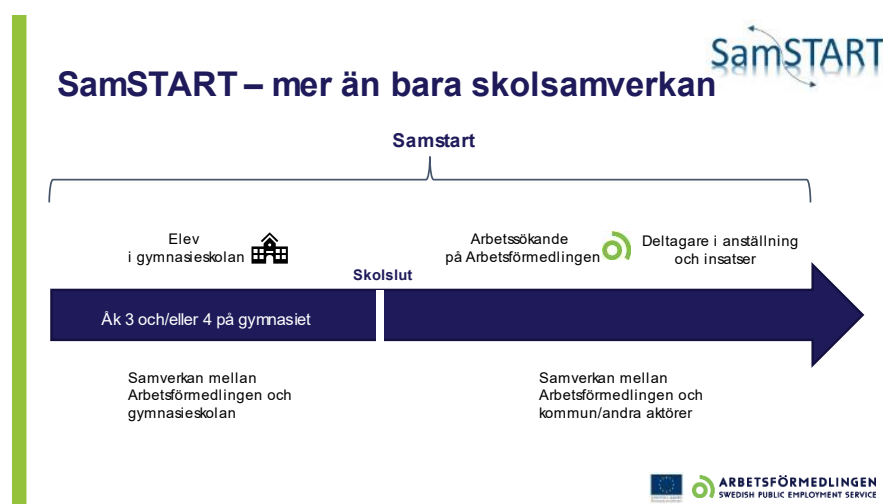 SamSTART
SamSTART – mer än bara skolsamverkan
Samstart
Elev
i gymnasieskolan
Arbetssökande
på Arbetsförmedlingen
Deltagare i anställning
och insatser
Skolslut
Åk 3 och/eller 4 på gymnasiet
Samverkan mellan
Arbetsförmedlingen och
gymnasieskolan
Samverkan mellan
Arbetsförmedlingen och
kommun/andra aktörer
ARBETSFÖRMEDLINGEN
SWEDISH PUBLIC EMPLOYMENT SERVICE